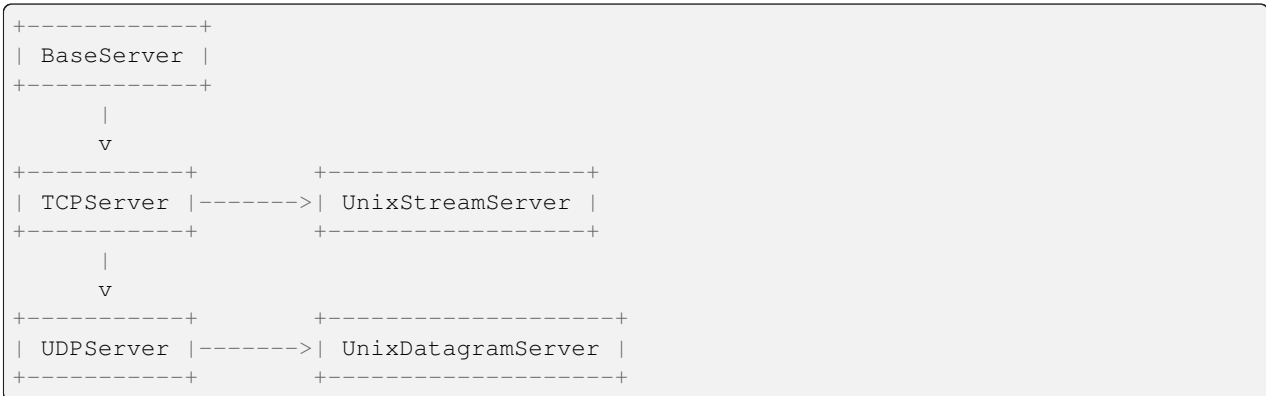 +------------+
| BaseServer |
+------------+
      |
      v
+-----------+        +------------------+
| TCPServer |------->| UnixStreamServer |
+-----------+        +------------------+
      |
      v
+-----------+        +--------------------+
| UDPServer |------->| UnixDatagramServer |
+-----------+        +--------------------+